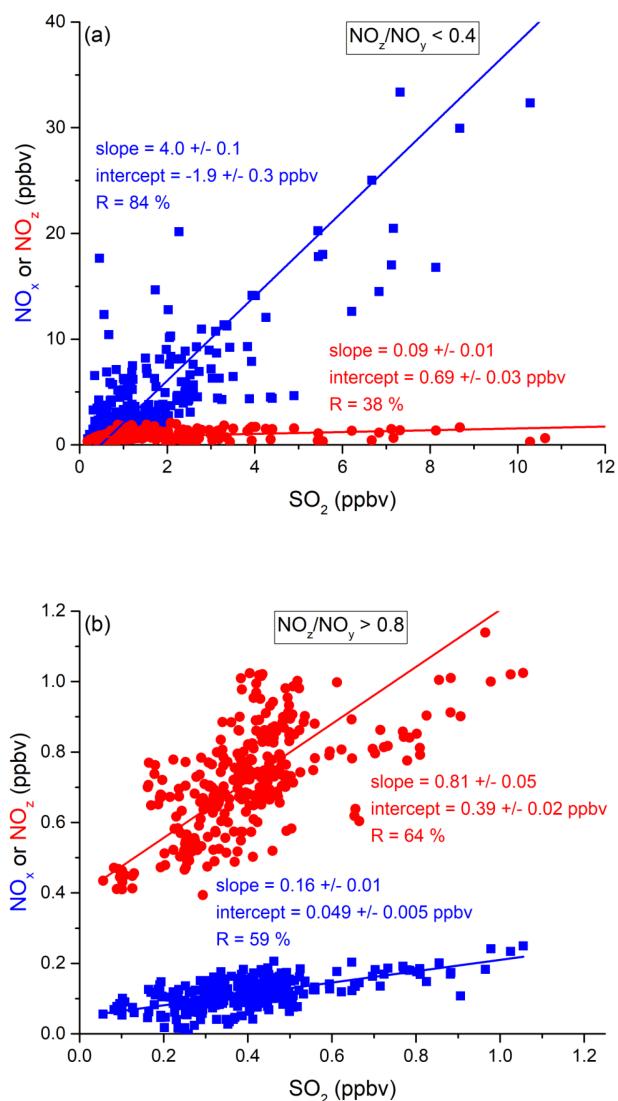 (a)
NOz/NOy < 0.4
40
30
20
10
0
NOx or NOz (ppbv)
slope = 4.0 +/- 0.1
intercept = -1.9 +/- 0.3 ppbv
R = 84 %
slope = 0.09 +/- 0.01
intercept = 0.69 +/- 0.03 ppbv
R = 38 %
0 2 4 6 8 10 12
SO2 (ppbv)
(b)
NOz/NOy > 0.8
1.2
1.0
0.8
0.6
0.4
0.2
0.0
NOx or NOz (ppbv)
slope = 0.81 +/- 0.05
intercept = 0.39 +/- 0.02 ppbv
R = 64 %
slope = 0.16 +/- 0.01
intercept = 0.049 +/- 0.005 ppbv
R = 59 %
0.0 0.2 0.4 0.6 0.8 1.0 1.2
SO2 (ppbv)